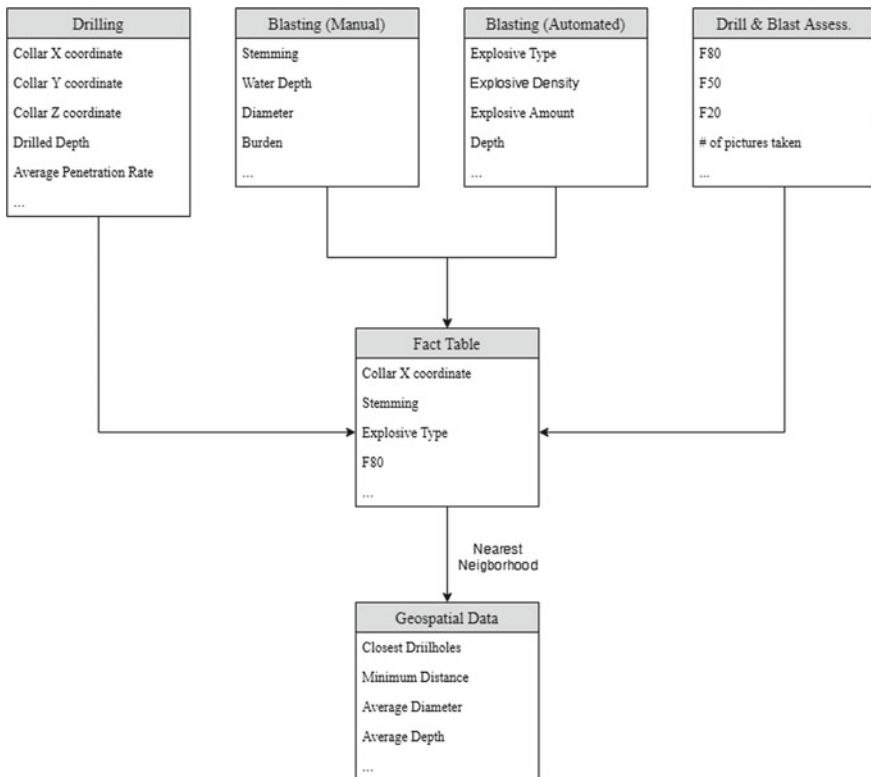 Drilling
Collar X coordinate
Collar Y coordinate
Collar Z coordinate
Drilled Depth
Average Penetration Rate
...
Blasting (Manual)
Stemming
Water Depth
Diameter
Burden
...
Blasting (Automated)
Explosive Type
Explosive Density
Explosive Amount
Depth
...
Drill & Blast Assess.
F80
F50
F20
# of pictures taken
...
Fact Table
Collar X coordinate
Stemming
Explosive Type
F80
...
Nearest
Neigborhood
Geospatial Data
Closest Driilholes
Minimum Distance
Average Diameter
Average Depth
...